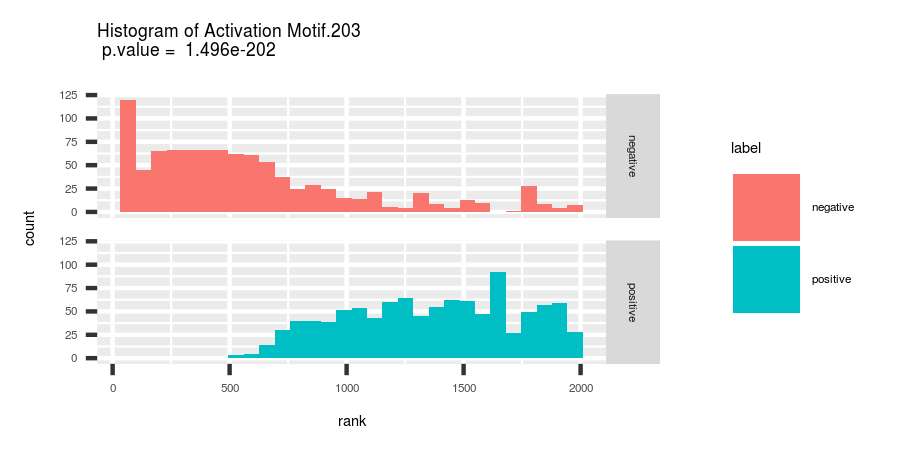 Histogram of Activation Motif.203
p.value = 1.496e-202
count
125
100
75
50
25
0
negative
125
100
75
50
25
0
positive
0 500 1000 1500 2000
rank
label
negative
positive